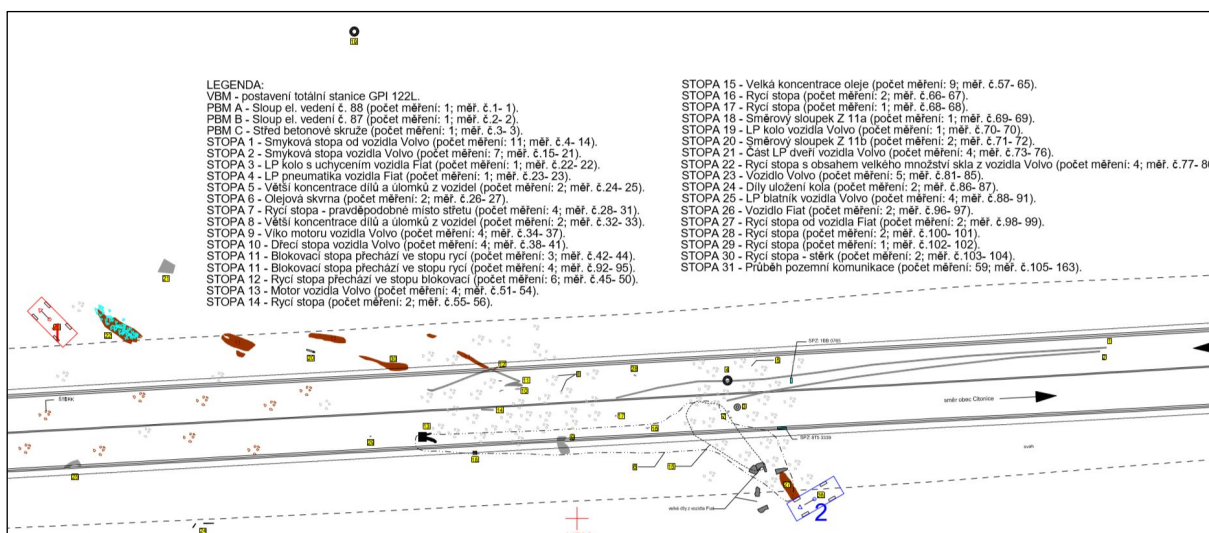 LEGENDA:
VBM - postavení totální stanice GPI 122L.
PBM A - Sloup el. vedení č. 88 (počet měření: 1; měř. č.1- 1).
PBM B - Sloup el. vedení č. 87 (počet měření: 1; měř. č.2- 2).
PBM C - Střed betonové skruže (počet měření: 1; měř. č.3- 3).
STOPA 1 - Smyková stopa od vozidla Volvo (počet měření: 11; měř. č.4- 14).
STOPA 2 - Smyková stopa vozidla Volvo (počet měření: 7; měř. č.15- 21).
STOPA 3 - LP kolo s uchycením vozidla Fiat (počet měření: 1; měř. č.22- 22).
STOPA 4 - LP pneumatika vozidla Fiat (počet měření: 1; měř. č.23- 23).
STOPA 5 - Větší koncentrace dílů a úlomků z vozidel (počet měření: 2; měř. č.24- 25).
STOPA 6 - Olejová skvrna (počet měření: 2; měř. č.26- 27).
STOPA 7 - Rycí stopa - pravděpodobné místo střetu (počet měření: 4; měř. č.28- 31).
STOPA 8 - Větší koncentrace dílů a úlomků z vozidel (počet měření: 2; měř. č.32- 33).
STOPA 9 - Víko motoru vozidla Volvo (počet měření: 4; měř. č.34- 37).
STOPA 10 - Dřecí stopa vozidla Volvo (počet měření: 4; měř. č.38- 41).
STOPA 11 - Blokovací stopa přechází ve stopu rycí (počet měření: 3; měř. č.42- 44).
STOPA 11 - Blokovací stopa přechází ve stopu rycí (počet měření: 4; měř. č.92- 95).
STOPA 12 - Rycí stopa přechází ve stopu blokovací (počet měření: 6; měř. č.45- 50).
STOPA 13 - Motor vozidla Volvo (počet měření: 4; měř. č.51- 54).
STOPA 14 - Rycí stopa (počet měření: 2; měř. č.55- 56).
STOPA 15 - Velká koncentrace oleje (počet měření: 9; měř. č.57- 65).
STOPA 16 - Rycí stopa (počet měření: 2; měř. č.66- 67).
STOPA 17 - Rycí stopa (počet měření: 1; měř. č.68- 68).
STOPA 18 - Směrový sloupek Z 11a (počet měření: 1; měř. č.69- 69).
STOPA 19 - LP kolo vozidla Volvo (počet měření: 1; měř. č.70- 70).
STOPA 20 - Směrový sloupek Z 11b (počet měření: 2; měř. č.71- 72).
STOPA 21 - Část LP dveří vozidla Volvo (počet měření: 4; měř. č.73- 76).
STOPA 22 - Rycí stopa s obsahem velkého množství skla z vozidla Volvo (počet měření: 4; měř. č.77- 80
STOPA 23 - Vozidlo Volvo (počet měření: 5; měř. č.81- 85).
STOPA 24 - Díly uložení kola (počet měření: 2; měř. č.86- 87).
STOPA 25 - LP blatník vozidla Volvo (počet měření: 4; měř. č.88- 91).
STOPA 26 - Vozidlo Fiat (počet měření: 2; měř. č.96- 97).
STOPA 27 - Rycí stopa od vozidla Fiat (počet měření: 2; měř. č.98- 99).
STOPA 28 - Rycí stopa (počet měření: 2; měř. č.100- 101).
STOPA 29 - Rycí stopa (počet měření: 1; měř. č.102- 102).
STOPA 30 - Rycí stopa - stěrk (počet měření: 2; měř. č.103- 104).
STOPA 31 - Průběh pozemní komunikace (počet měření: 59; měř. č.105- 163).
směr obec Citonice
velké díly z vozidla Fiat
2